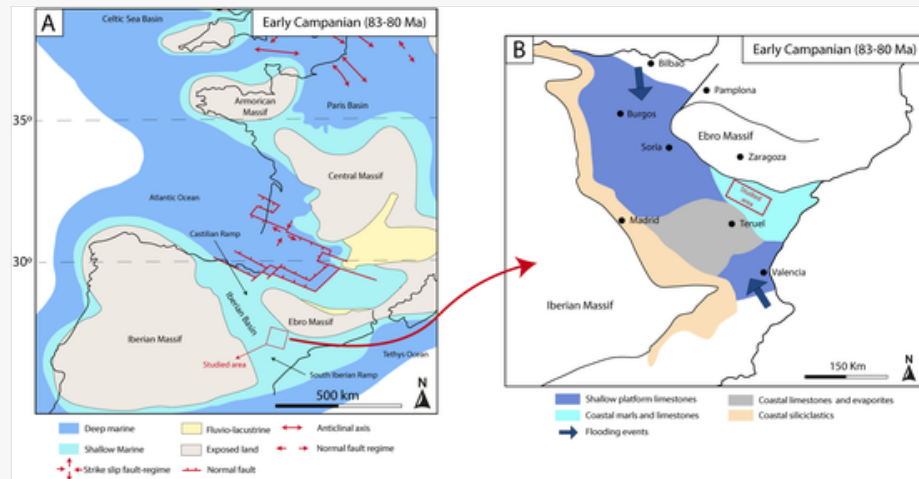 A
Early Campanian (83-80 Ma)
Celtic Sea Basin
Armorican
Massif
Paris Basin
35º
Central Massif
Atlantic Ocean
Castilian Ramp
30º
Iberian Basin
Ebro Massif
Iberian Massif
Studied area
Tethys Ocean
South Iberian Ramp
500 km
N
Deep marine
Fluvio-lacustrine
Anticlinal axis
Shallow Marine
Exposed land
Normal fault regime
Strike slip fault-regime
Normal fault
B
Early Campanian (83-80 Ma)
Bilbao
Pamplona
Burgos
Ebro Massif
Soria
Zaragoza
Studied
area
Madrid
Teruel
Valencia
Iberian Massif
150 Km
N
Shallow platform limestones
Coastal limestones and evaporites
Coastal marls and limestones
Coastal siliciclastics
Flooding events